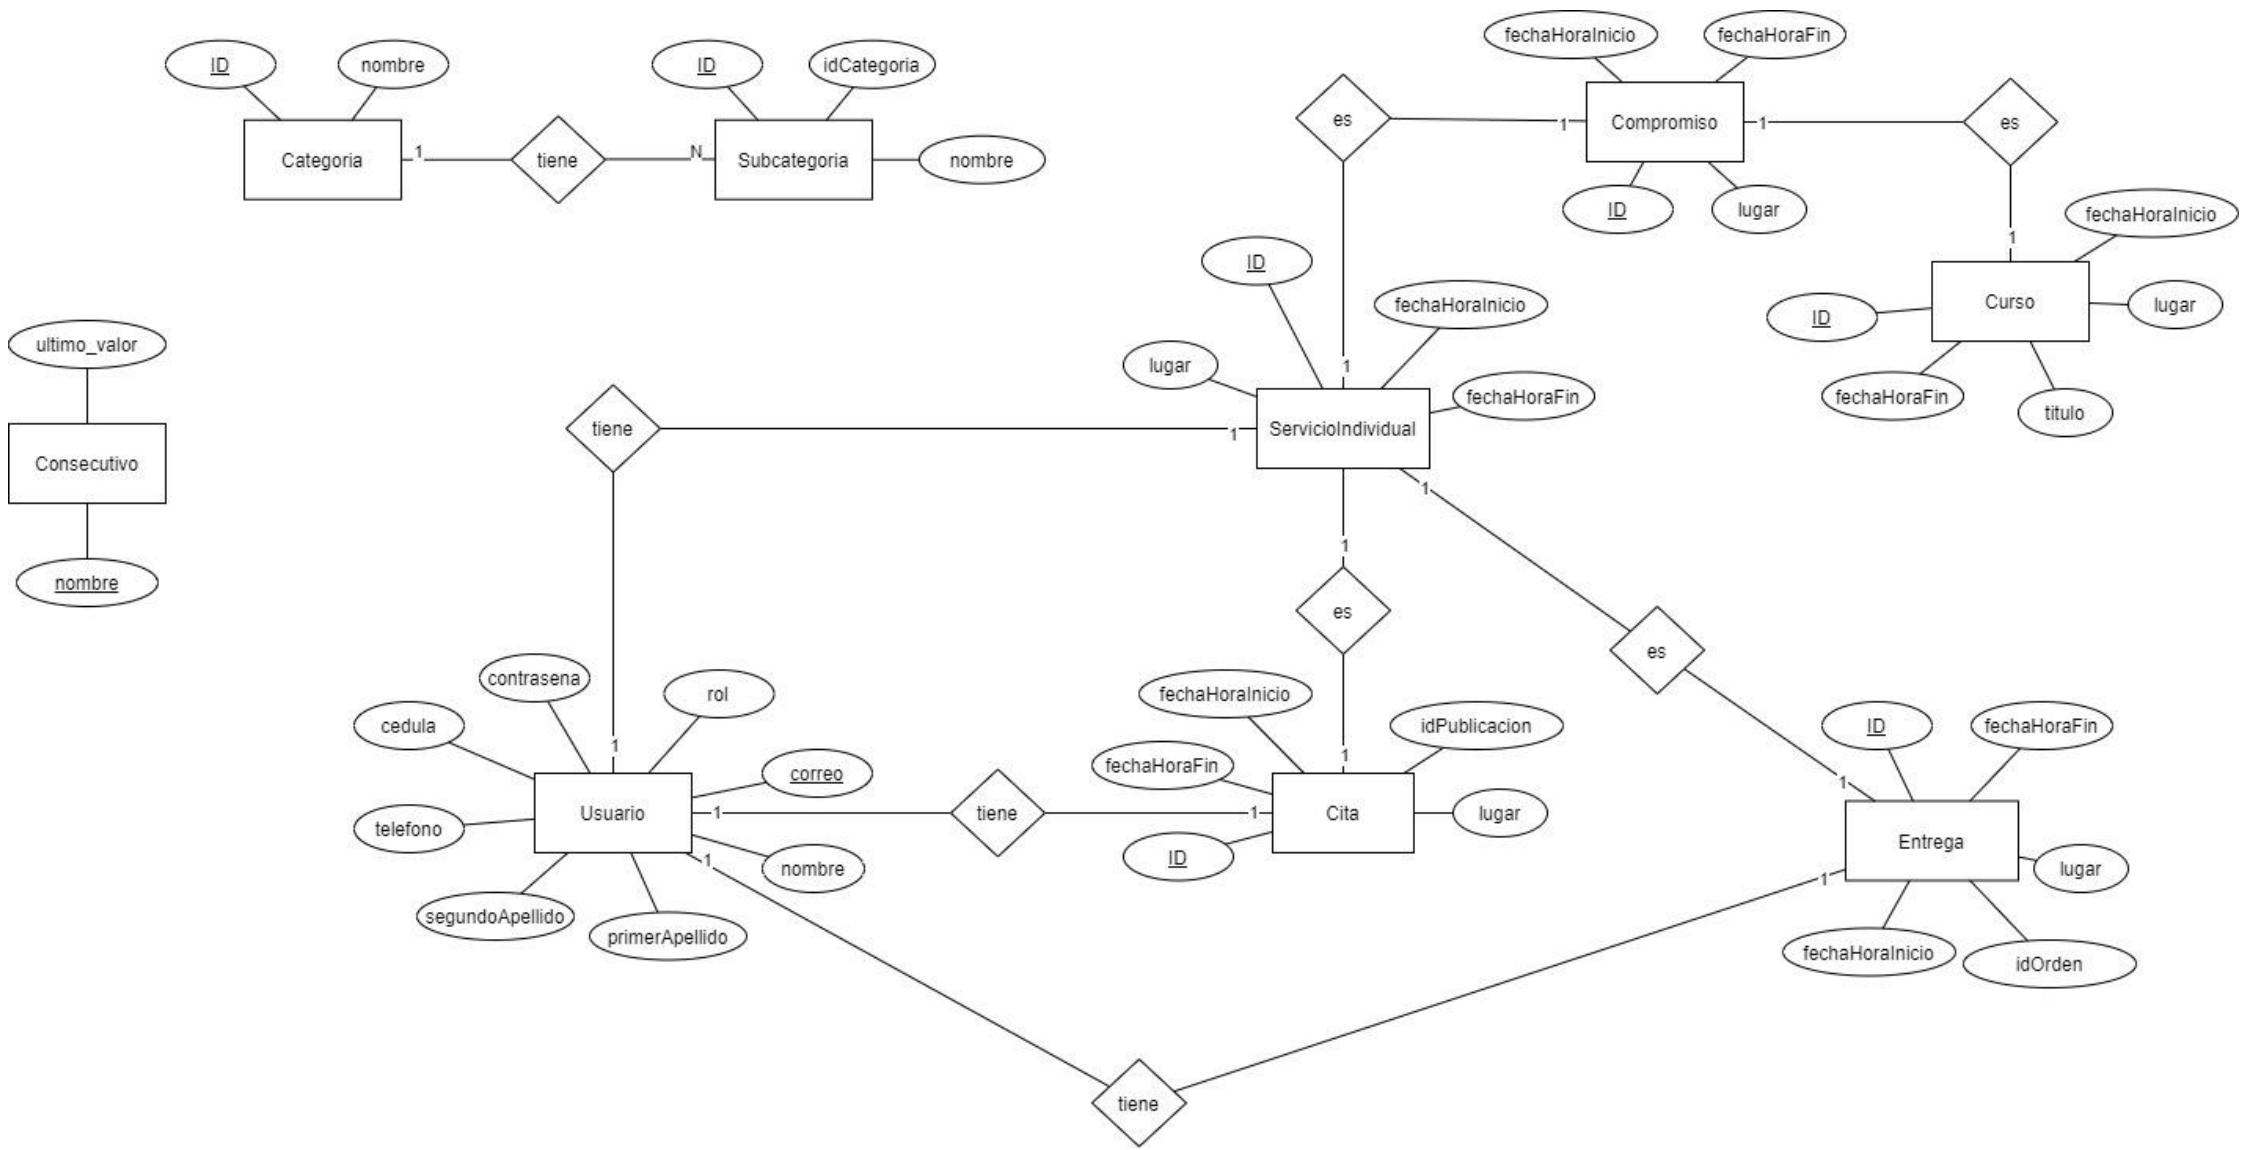 fechaHoraInicio
fechaHoraFin
ID
nombre
ID
idCategoria
Categoria
1
tiene
N
Subcategoria
nombre
es
1
Compromiso
1
es
ID
lugar
fechaHoraInicio
1
ID
fechaHoraInicio
Curso
lugar
ID
fechaHoraFin
titulo
ultimo_valor
Consecutivo
nombre
lugar
1
fechaHoraFin
tiene
1
ServicioIndividual
1
1
es
es
contrasena
rol
cedula
1
correo
telefono
Usuario
1
nombre
1
segundoApellido
primerApellido
tiene
fechaHoraInicio
idPublicacion
1
fechaHoraFin
1
Cita
lugar
ID
ID
fechaHoraFin
1
Entrega
lugar
1
fechaHoraInicio
idOrden
tiene